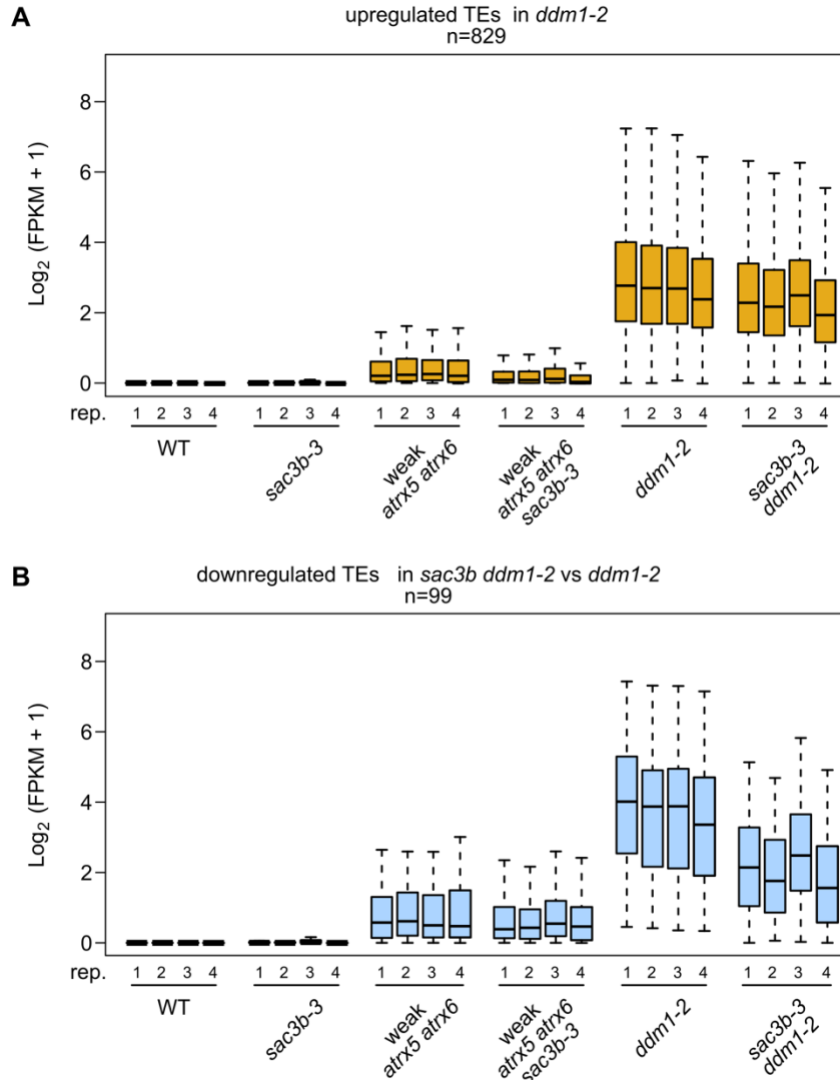 A
upregulated TEs in ddm1-2
n=829
Log2 (FPKM + 1)
8
6
4
2
0
rep. 1 2 3 4 1 2 3 4 1 2 3 4 1 2 3 4 1 2 3 4 1 2 3 4
WT
sac3b-3
weak
atrx5 atrx6
weak
atrx5 atrx6
sac3b-3
ddm1-2
sac3b-3
ddm1-2
B
downregulated TEs in sac3b ddm1-2 vs ddm1-2
n=99
Log2 (FPKM + 1)
8
6
4
2
0
rep. 1 2 3 4 1 2 3 4 1 2 3 4 1 2 3 4 1 2 3 4 1 2 3 4
WT
sac3b-3
weak
atrx5 atrx6
weak
atrx5 atrx6
sac3b-3
ddm1-2
sac3b-3
ddm1-2